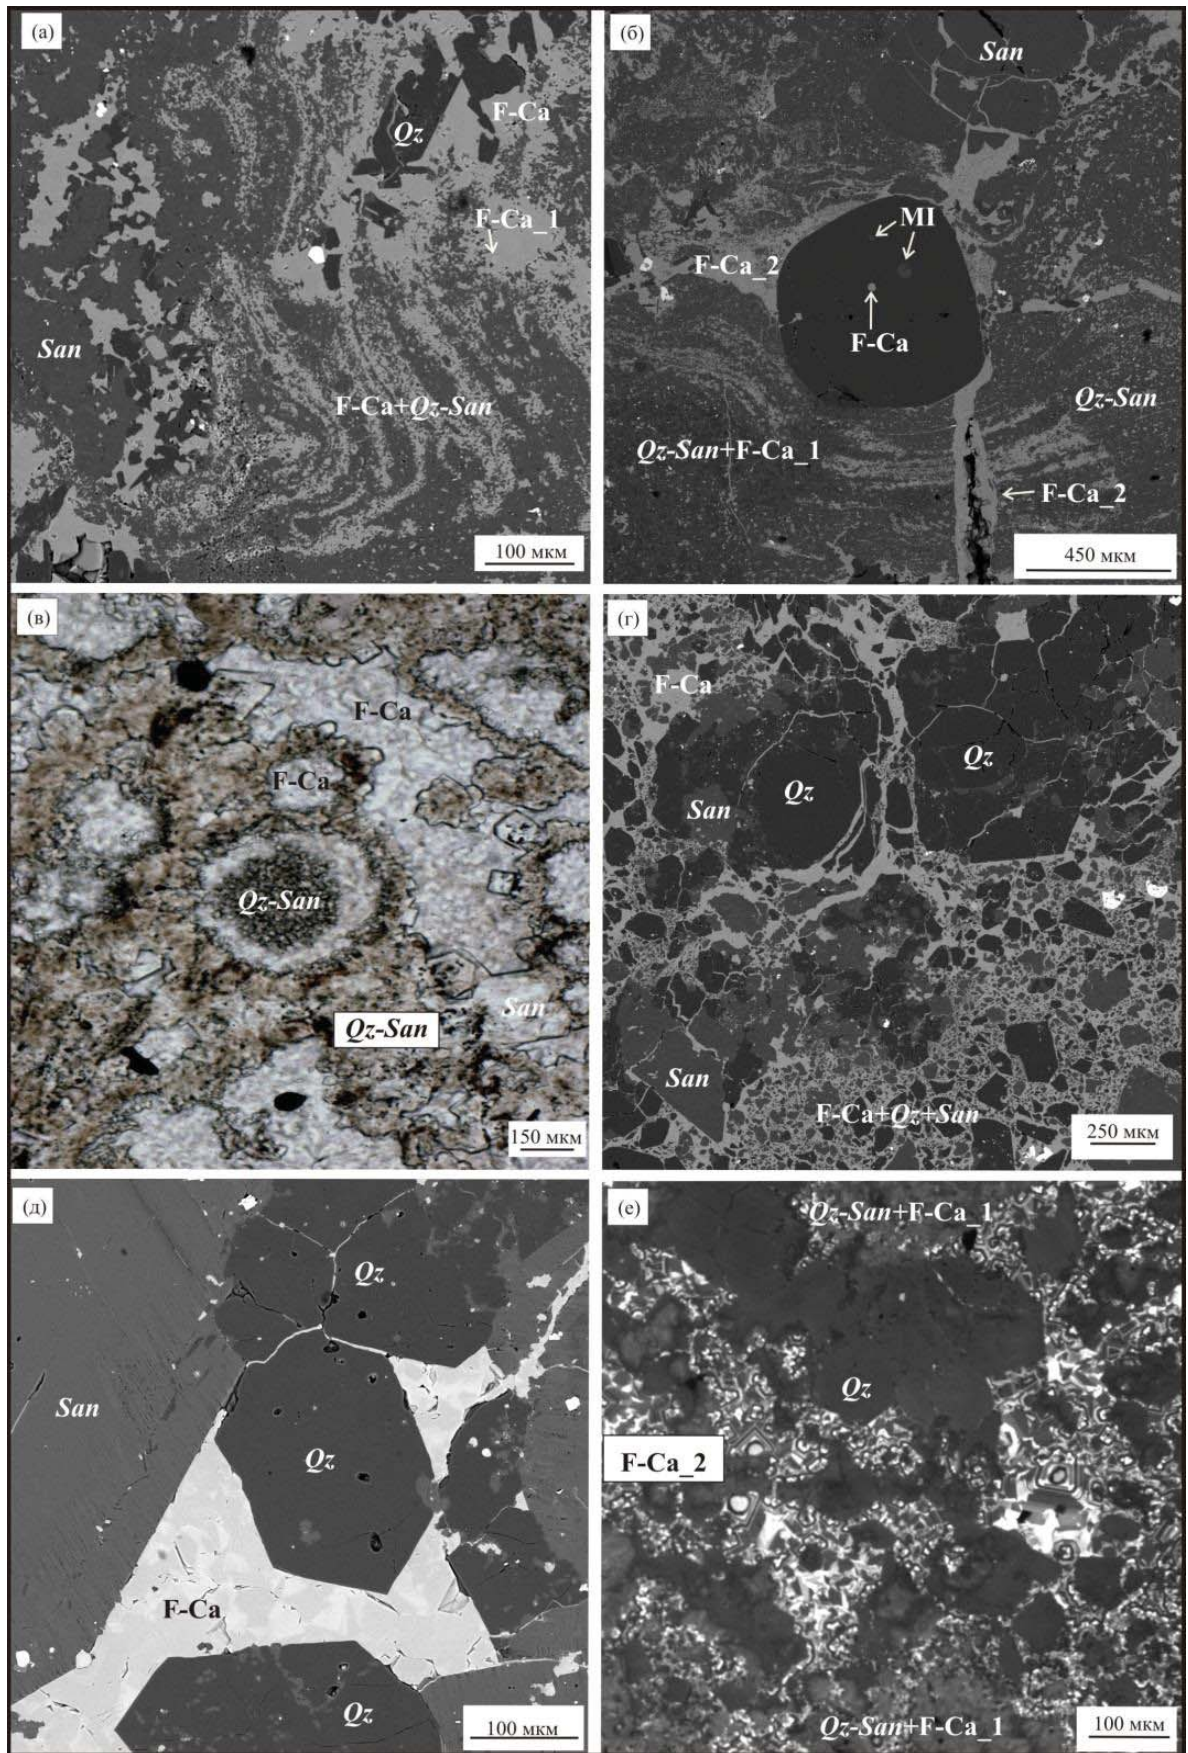 (а)
Qz
F-Ca
F-Ca_1
San
F-Ca+Qz-San
100 мкм
(б)
San
MI
F-Ca_2
F-Ca
Qz-San
Qz-San+F-Ca_1
F-Ca_2
450 мкм
(в)
F-Ca
F-Ca
Qz-San
San
Qz-San
150 мкм
(г)
F-Ca
Qz
Qz
San
San
F-Ca+Qz+San
250 мкм
(д)
Qz
San
Qz
F-Ca
Qz
100 мкм
(е)
Qz-San+F-Ca_1
Qz
F-Ca_2
Qz-San+F-Ca_1
100 мкм